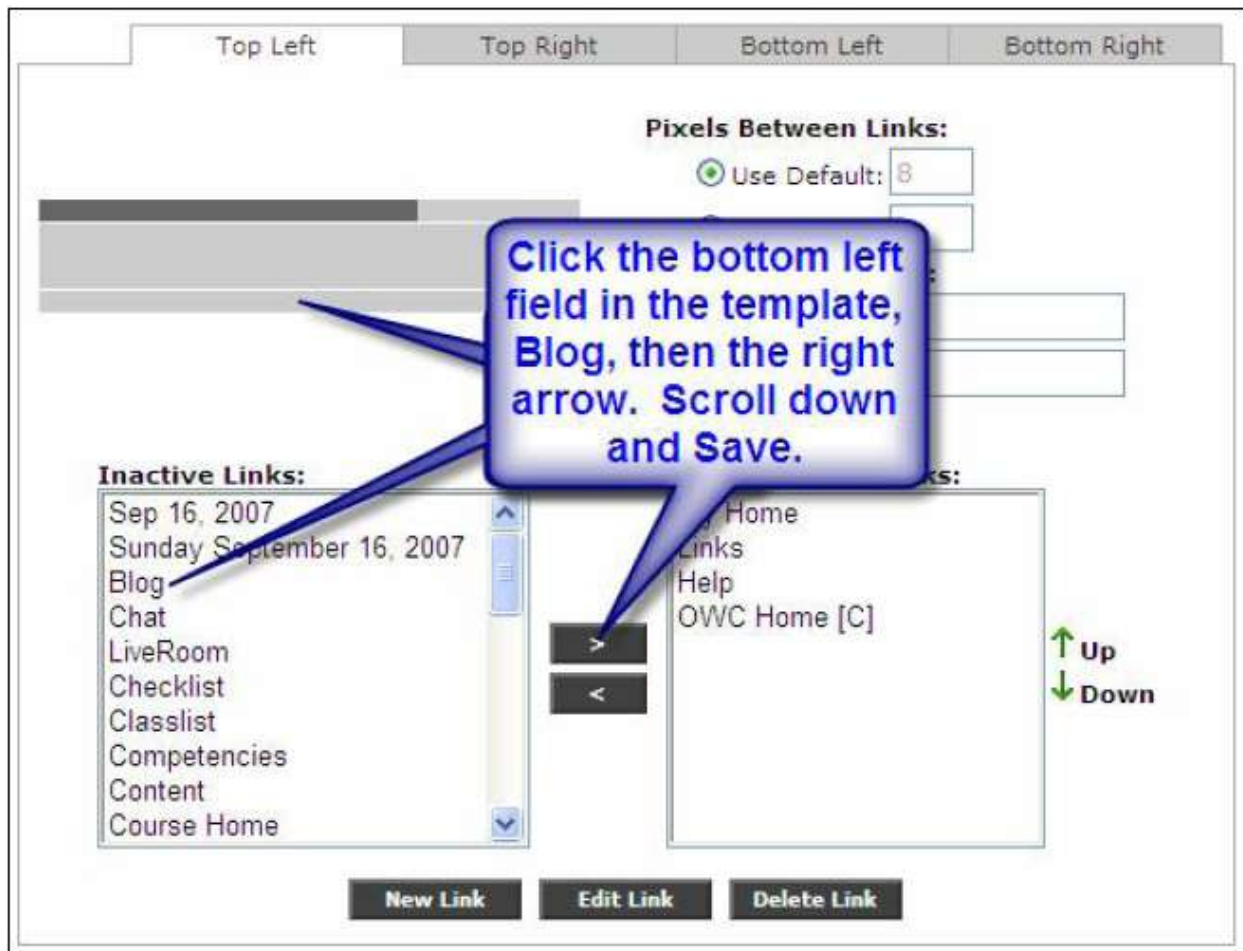 Top Left Top Right Bottom Left Bottom Right
Pixels Between Links:
Use Default: 8
Click the bottom left
field in the template,
Blog, then the right
arrow. Scroll down
and Save.
Inactive Links:
Sep 16, 2007
Sunday September 16, 2007
Blog
Chat
LiveRoom
Checklist
Classlist
Competencies
Content
Course Home
>
<
Home
Links
Help
OWC Home [C]
Up
Down
New Link Edit Link Delete Link